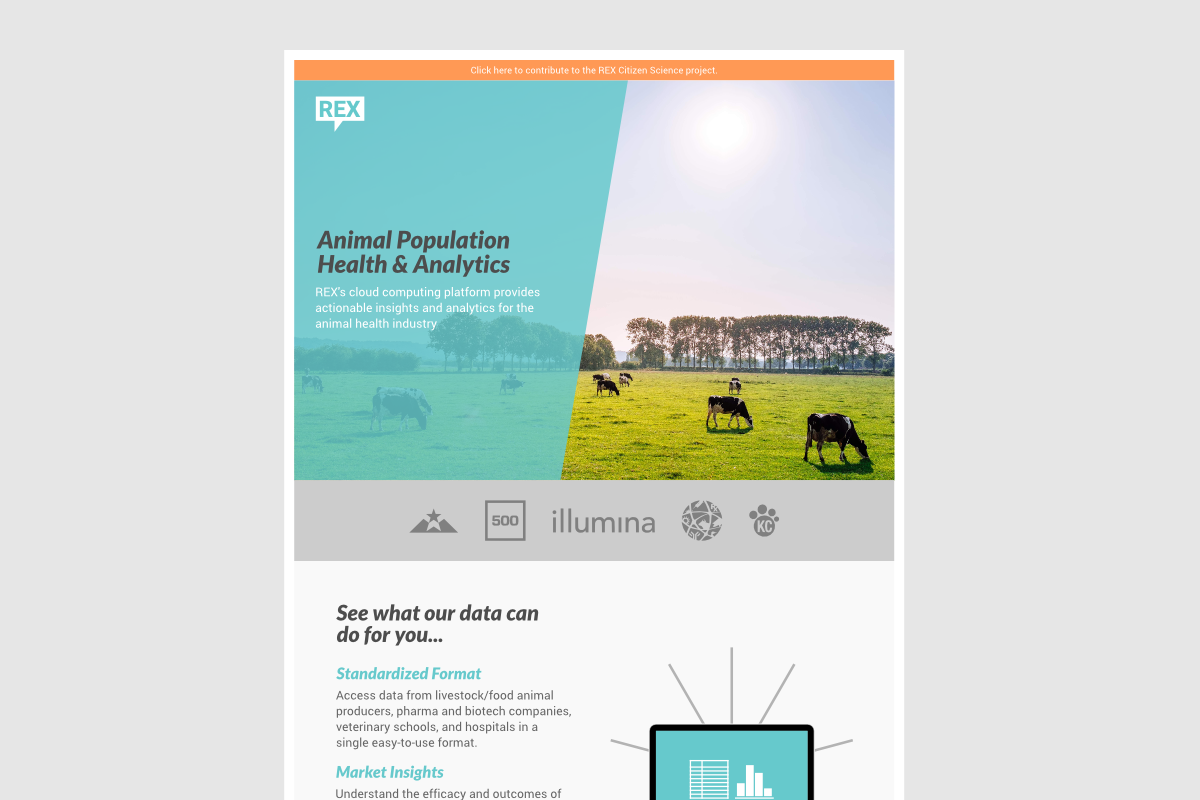 Click here to contribute to the REX Citizen Science project.
REX
Animal Population
Health & Analytics
REX's cloud computing platform provides
actionable insights and analytics for the
animal health industry
500
illumina
KC
See what our data can
do for you...
Standardized Format
Access data from livestock/food animal
producers, pharma and biotech companies,
veterinary schools, and hospitals in a
single easy-to-use format.
Market Insights
Understand the efficacy and outcomes of